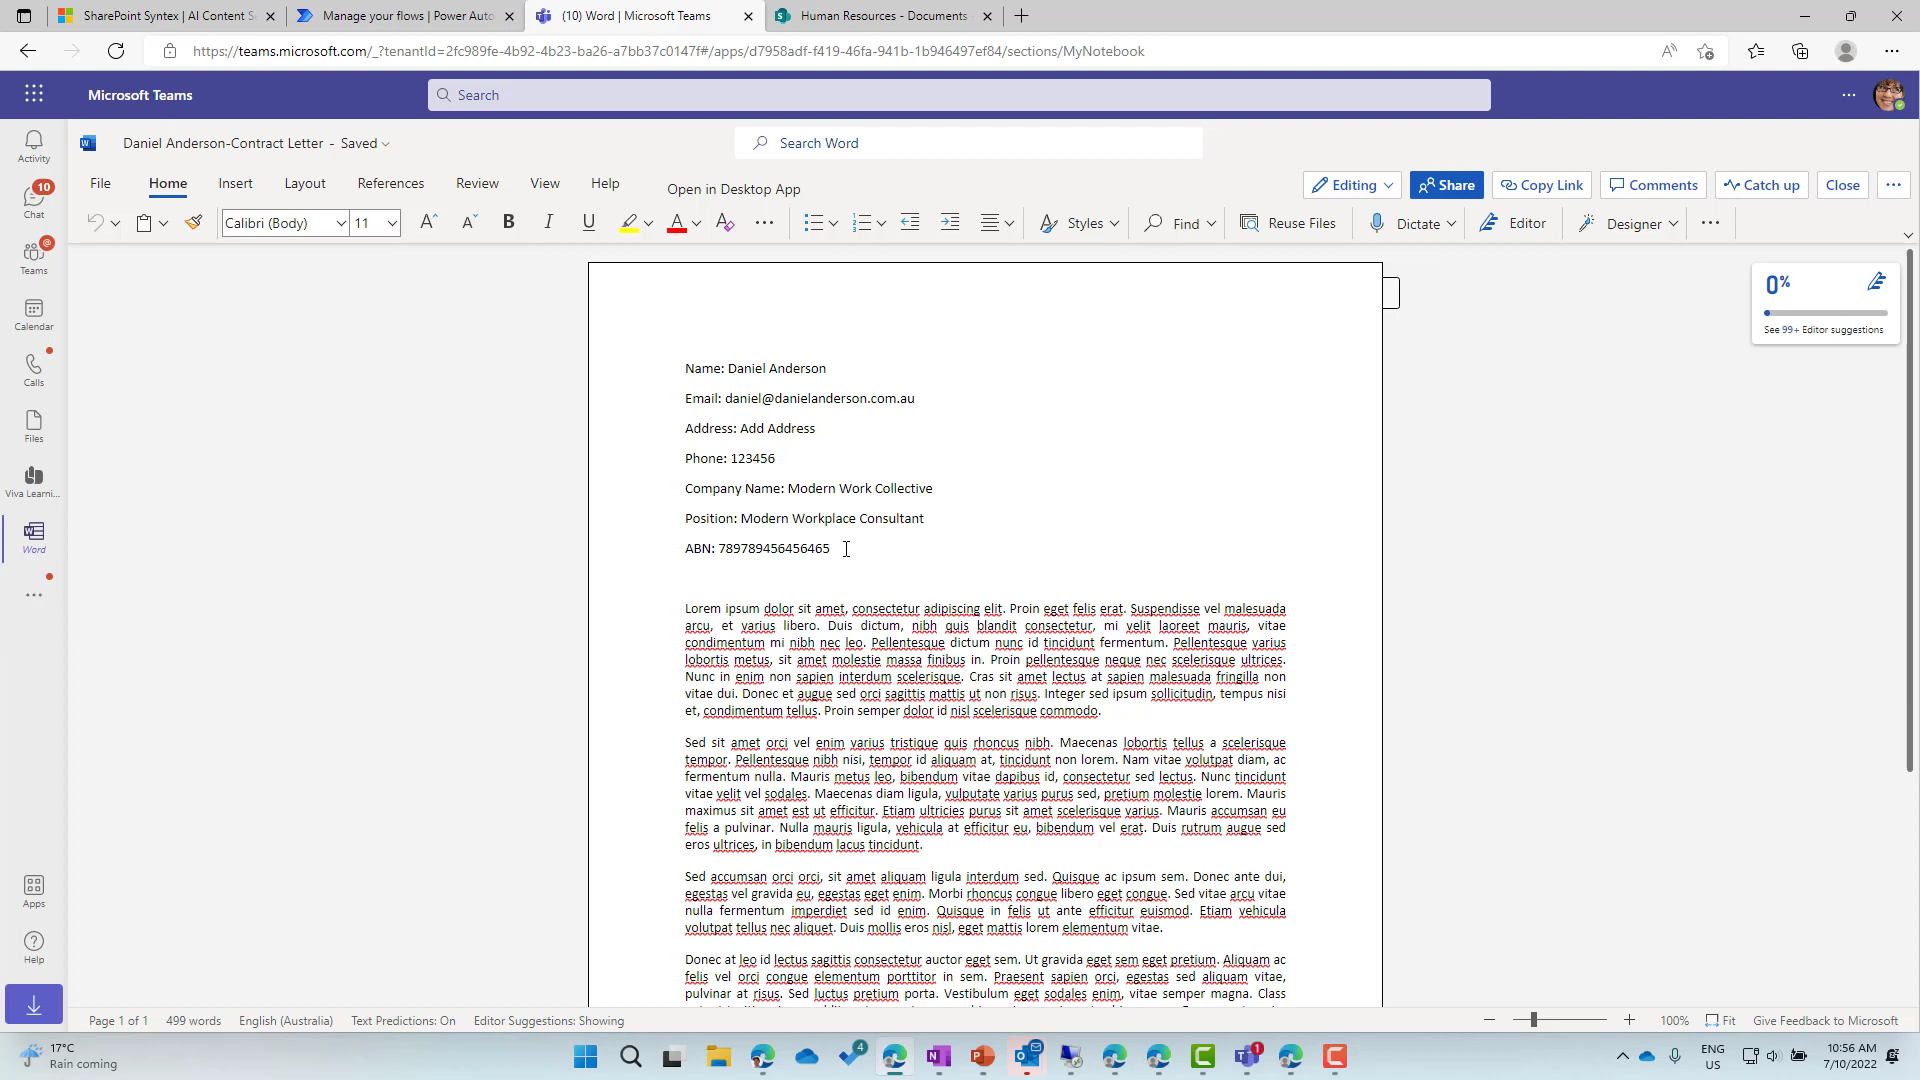 SharePoint Syntex | AI Content S
Manage your flows | Power Auto
(10) Word | Microsoft Teams
Human Resources - Documents
https://teams.microsoft.com/_?tenantId=2fc989fe-4b92-4b23-ba26-a7bb37c0147f#/apps/d7958adf-f419-46fa-941b-1b946497ef84/sections/MyNotebook
Microsoft Teams
Search
Activity
10
Chat
Teams
Calendar
Calls
Files
Viva Learni...
Word
Apps
Help
Daniel Anderson-Contract Letter - Saved
Search Word
File Home Insert Layout References Review View Help Open in Desktop App
Editing Share Copy Link Comments Catch up Close
Calibri (Body) 11
Styles Find Reuse Files Dictate Editor Designer
0%
See 99+ Editor suggestions
Name: Daniel Anderson
Email: daniel@danielanderson.com.au
Address: Add Address
Phone: 123456
Company Name: Modern Work Collective
Position: Modern Workplace Consultant
ABN: 789789456456465
Lorem ipsum dolor sit amet, consectetur adipiscing elit. Proin eget felis erat. Suspendisse vel malesuada
arcu, et varius libero. Duis dictum, nibh quis blandit consectetur, mi velit laoreet mauris, vitae
condimentum mi nibh nec leo. Pellentesque dictum nunc id tincidunt fermentum. Pellentesque varius
lobortis metus, sit amet molestie massa finibus in. Proin pellentesque neque nec scelerisque ultrices.
Nunc in enim non sapien interdum scelerisque. Cras sit amet lectus at sapien malesuada fringilla non
vitae dui. Donec et augue sed orci sagittis mattis ut non risus. Integer sed ipsum sollicitudin, tempus nisi
et, condimentum tellus. Proin semper dolor id nisl scelerisque commodo.
Sed sit amet orci vel enim varius tristique quis rhoncus nibh. Maecenas lobortis tellus a scelerisque
tempor. Pellentesque nibh nisi, tempor id aliquam at, tincidunt non lorem. Nam vitae volutpat diam, ac
fermentum nulla. Mauris metus leo, bibendum vitae dapibus id, consectetur sed lectus. Nunc tincidunt
vitae velit vel sodales. Maecenas diam ligula, vulputate varius purus sed, pretium molestie lorem. Mauris
maximus sit amet est ut efficitur. Etiam ultricies purus sit amet scelerisque varius. Mauris accumsan eu
felis a pulvinar. Nulla mauris ligula, vehicula at efficitur eu, bibendum vel erat. Duis rutrum augue sed
eros ultrices, in bibendum lacus tincidunt.
Sed accumsan orci orci, sit amet aliquam ligula interdum sed. Quisque ac ipsum sem. Donec ante dui,
egestas vel gravida eu, egestas eget enim. Morbi rhoncus congue libero eget congue. Sed vitae arcu vitae
nulla fermentum imperdiet sed id enim. Quisque in felis ut ante efficitur euismod. Etiam vehicula
volutpat tellus nec aliquet. Duis mollis eros nisl, eget mattis lorem elementum vitae.
Donec at leo id lectus sagittis consectetur auctor eget sem. Ut gravida eget sem eget pretium. Aliquam ac
felis vel orci congue elementum porttitor in sem. Praesent sapien orci, egestas sed aliquam vitae,
pulvinar at risus. Sed luctus pretium porta. Vestibulum eget sodales enim, vitae semper magna. Class
Page 1 of 1 499 words English (Australia) Text Predictions: On Editor Suggestions: Showing
100% Fit Give Feedback to Microsoft
17°C
Rain coming
4
1
ENG
US
10:56 AM
7/10/2022